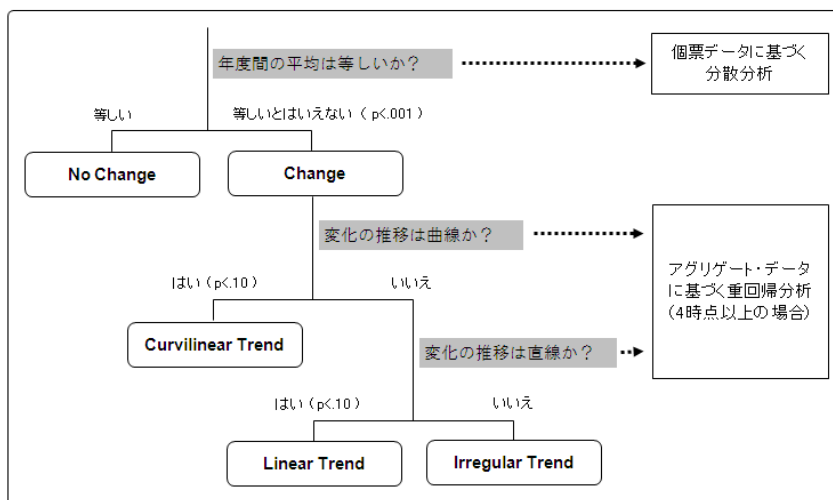 年度間の平均は等しいか？
個票データに基づく
分散分析
等しい
等しいとはいえない（p<.001）
No Change
Change
変化の推移は曲線か？
アグリゲート・データ
に基づく重回帰分析
（4時点以上の場合）
はい（p<.10）
いいえ
Curvilinear Trend
変化の推移は直線か？
はい（p<.10）
いいえ
Linear Trend
Irregular Trend